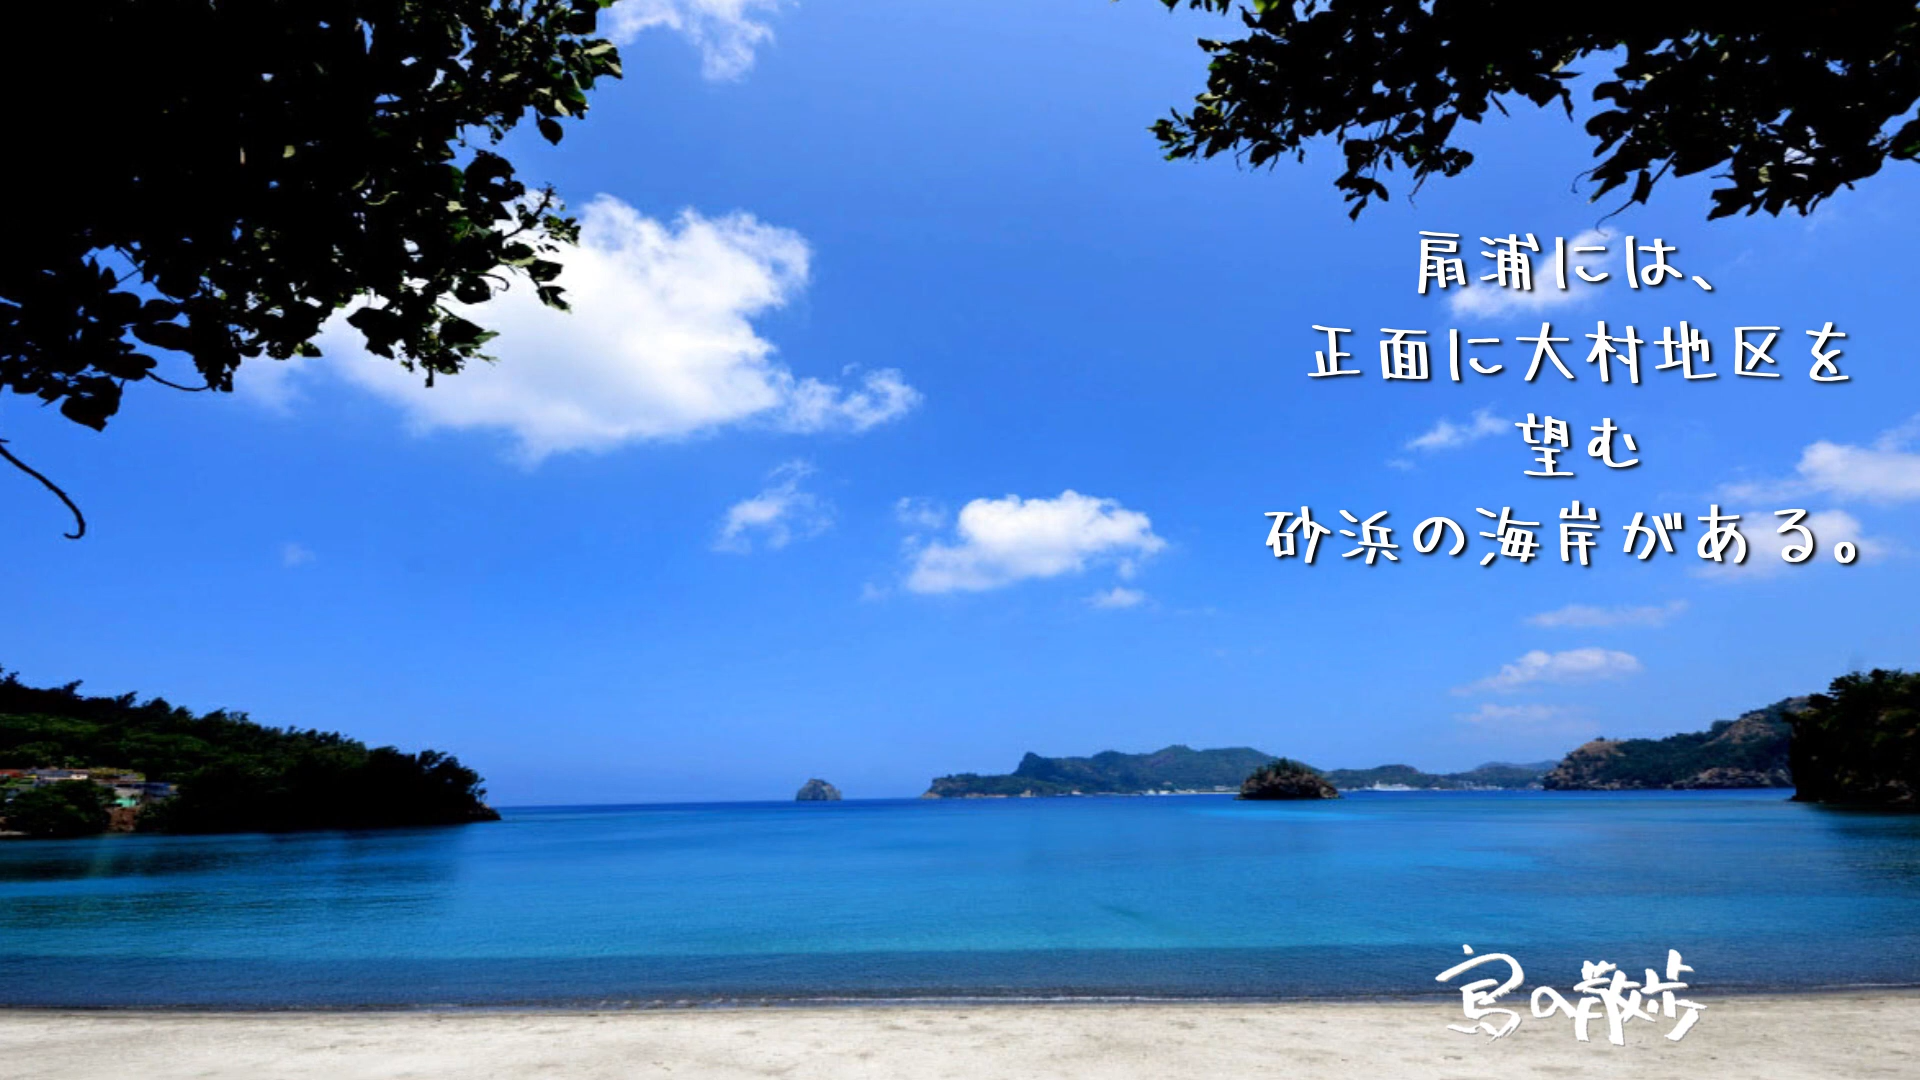 扇浦には、
正面に大村地区を
望む
砂浜の海岸がある。
鳥の散歩